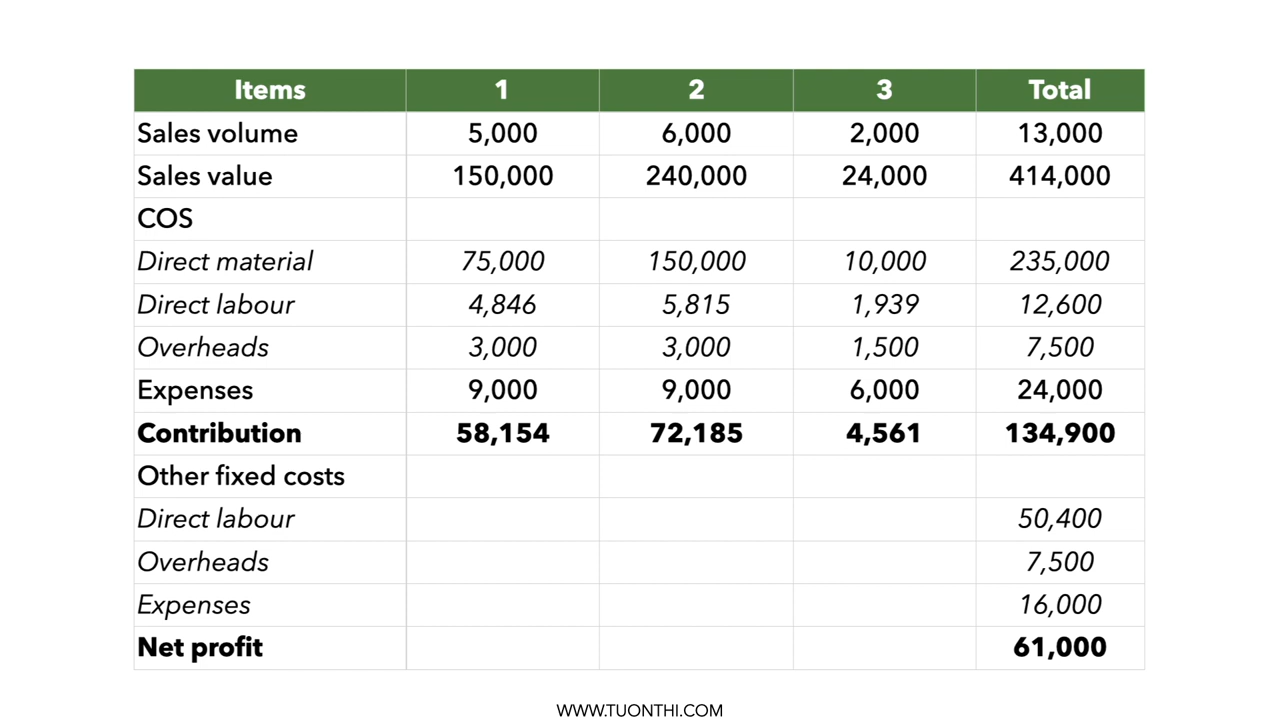 Items 1 2 3 Total
Sales volume 5,000 6,000 2,000 13,000
Sales value 150,000 240,000 24,000 414,000
COS
Direct material 75,000 150,000 10,000 235,000
Direct labour 4,846 5,815 1,939 12,600
Overheads 3,000 3,000 1,500 7,500
Expenses 9,000 9,000 6,000 24,000
Contribution 58,154 72,185 4,561 134,900
Other fixed costs
Direct labour 50,400
Overheads 7,500
Expenses 16,000
Net profit 61,000
WWW.TUONTHI.COM